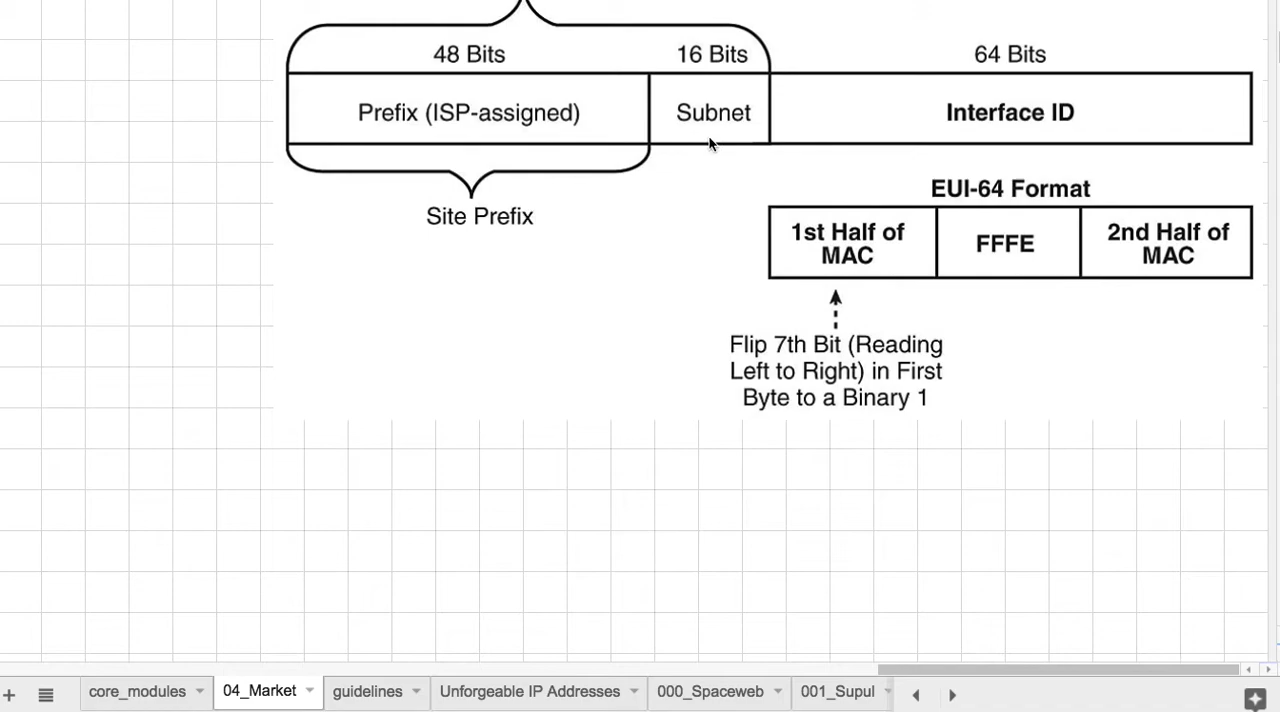 48 Bits
16 Bits
64 Bits
Prefix (ISP-assigned)
Subnet
Interface ID
Site Prefix
EUI-64 Format
1st Half of
MAC
FFFE
2nd Half of
MAC
Flip 7th Bit (Reading
Left to Right) in First
Byte to a Binary 1
core_modules
04_Market
guidelines
Unforgeable IP Addresses
000_Spaceweb
001_Supul